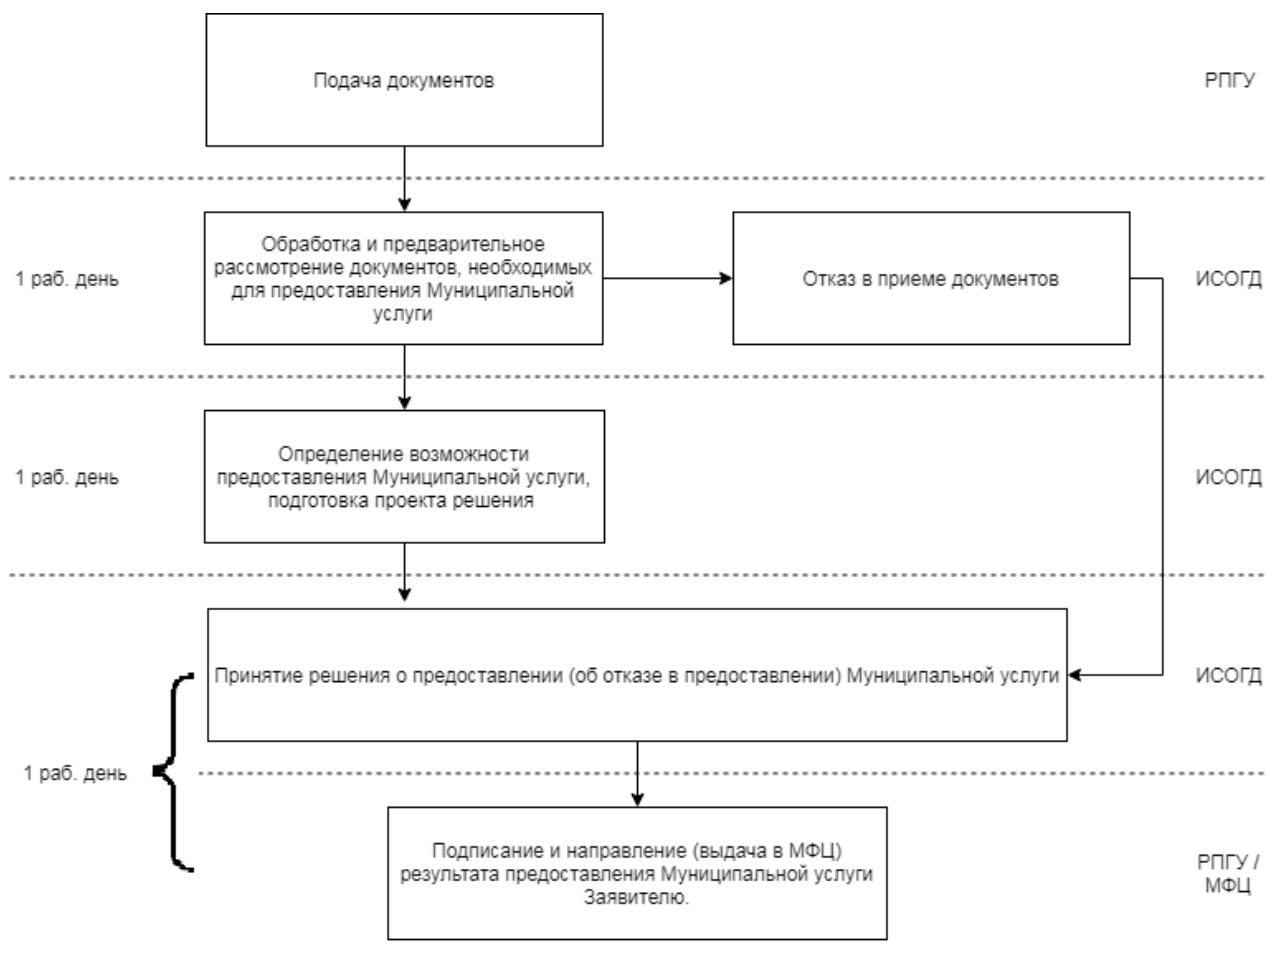 Подача документов
РПГУ
1 раб. день
Обработка и предварительное
рассмотрение документов, необходимых
для предоставления Муниципальной
услуги
Отказ в приеме документов
ИСОГД
1 раб. день
Определение возможности
предоставления Муниципальной услуги,
подготовка проекта решения
ИСОГД
Принятие решения о предоставлении (об отказе в предоставлении) Муниципальной услуги
ИСОГД
1 раб. день
Подписание и направление (выдача в МФЦ)
результата предоставления Муниципальной услуги
Заявителю.
РПГУ /
МФЦ